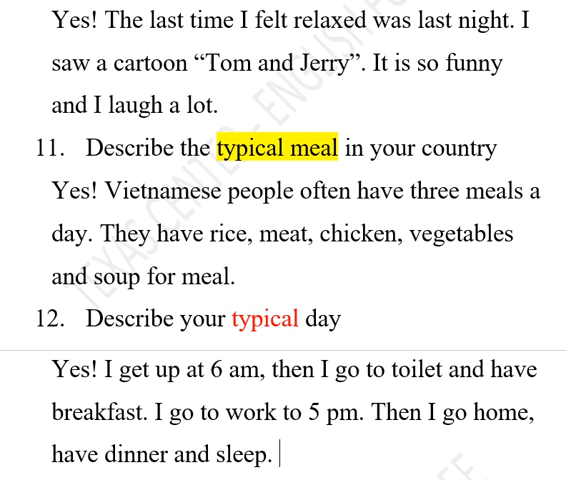 Yes! The last time I felt relaxed was last night. I
saw a cartoon “Tom and Jerry”. It is so funny
and I laugh a lot.
11. Describe the typical meal in your country
Yes! Vietnamese people often have three meals a
day. They have rice, meat, chicken, vegetables
and soup for meal.
12. Describe your typical day
Yes! I get up at 6 am, then I go to toilet and have
breakfast. I go to work to 5 pm. Then I go home,
have dinner and sleep.